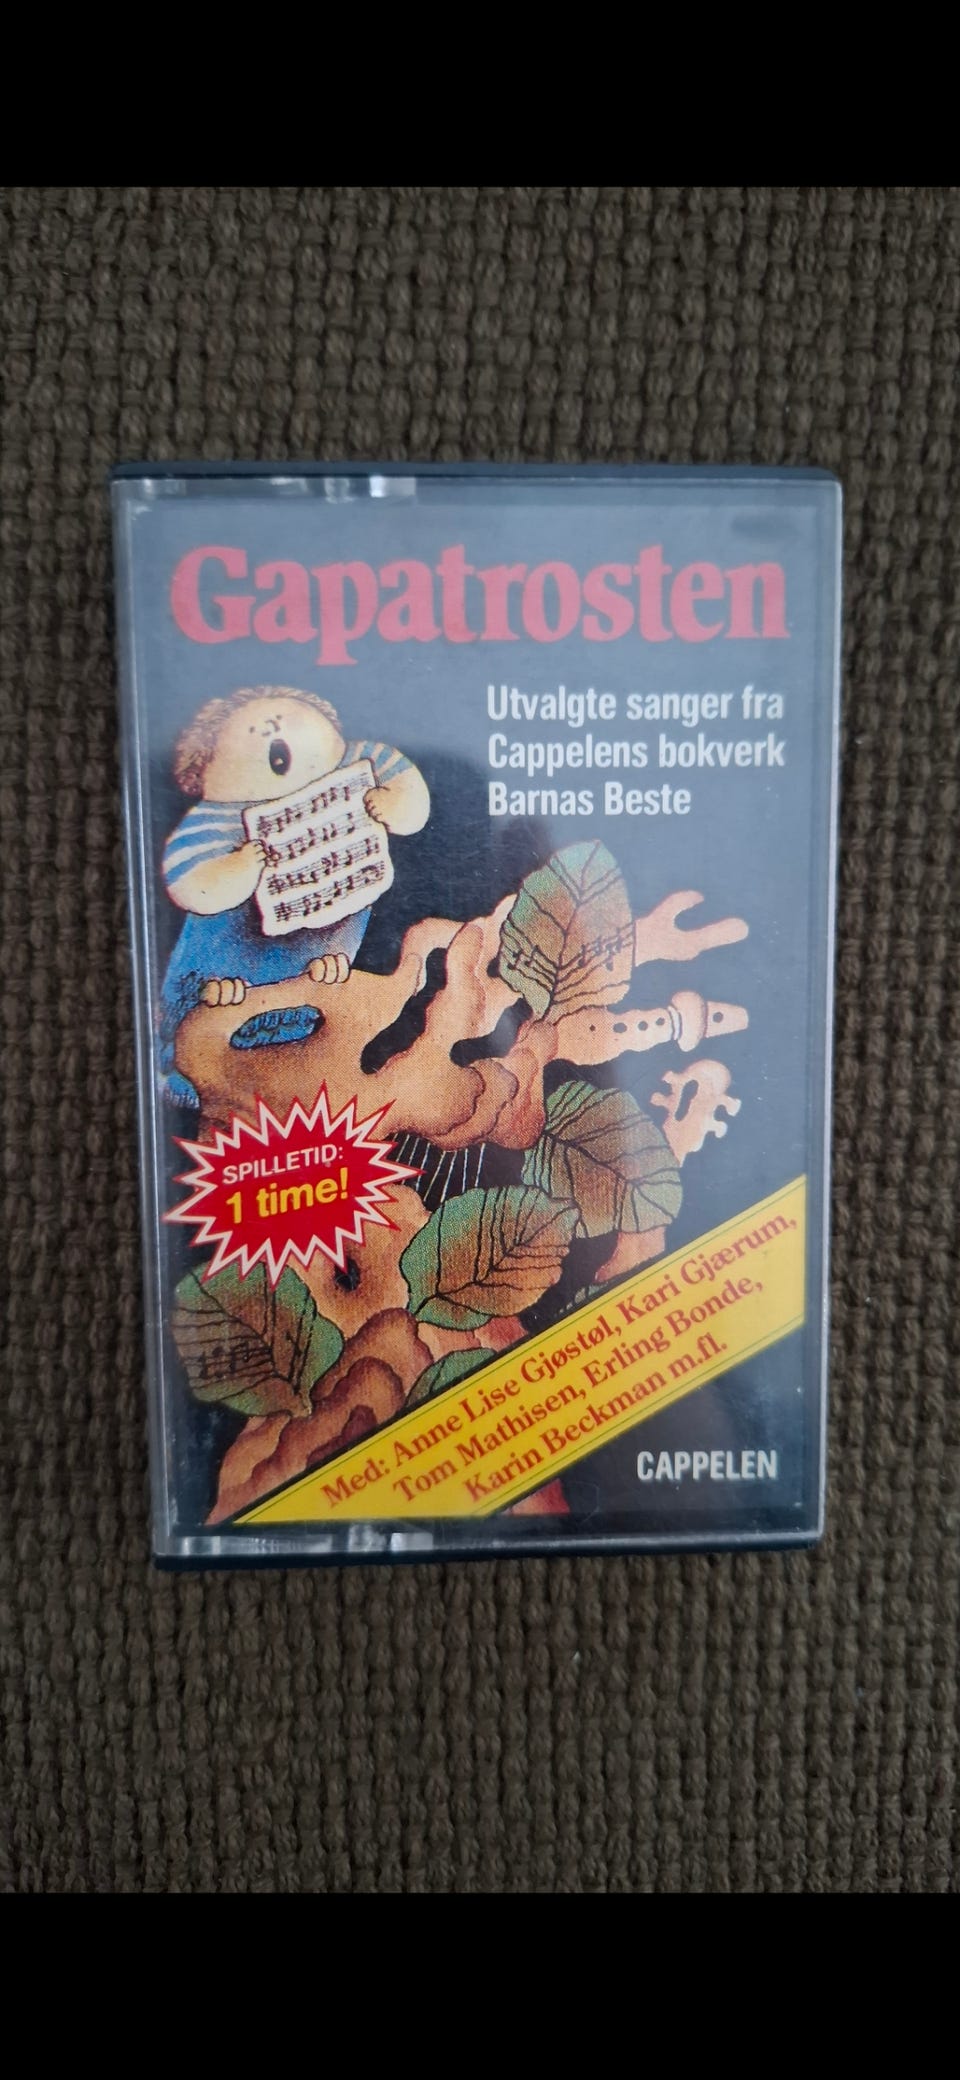 Gapatrosten
Utvalgte sanger fra
Cappelens bokverk
Barnas Beste
SPILLETID:
1 time!
Med: Anne Lise Gjøstøl, Kari Gjærum,
Tom Mathisen, Erling Bonde,
Karin Beckman m.fl.
CAPPELEN